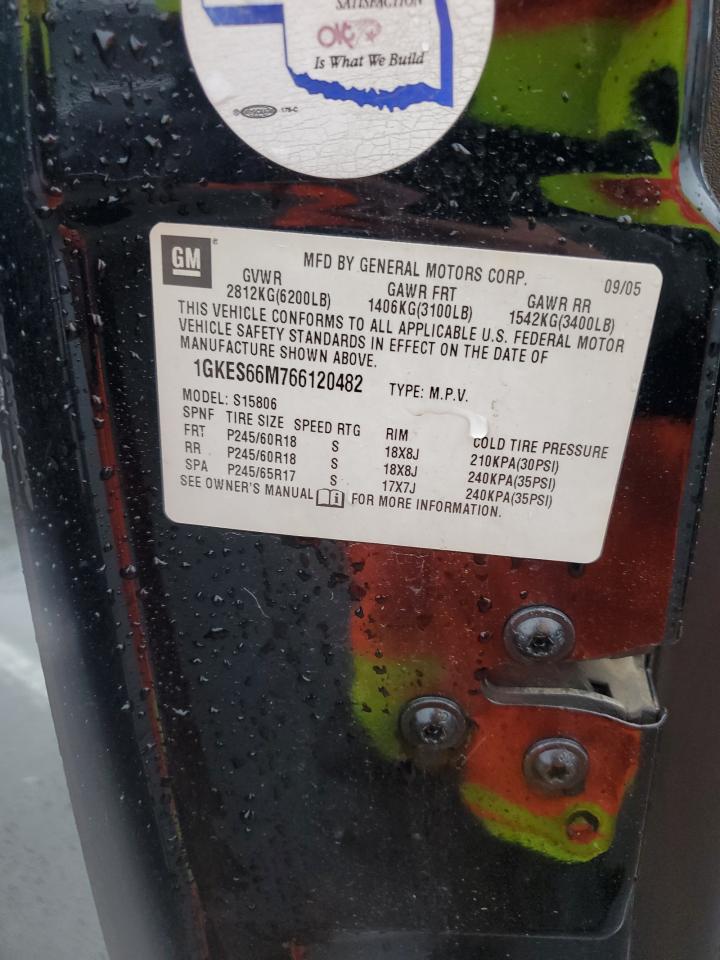 SATISFACTION
OKC
Is What We Build
178-C
GM
MFD BY GENERAL MOTORS CORP. 09/05
GVWR GAWR FRT GAWR RR
2812KG(6200LB) 1406KG(3100LB) 1542KG(3400LB)
THIS VEHICLE CONFORMS TO ALL APPLICABLE U.S. FEDERAL MOTOR
VEHICLE SAFETY STANDARDS IN EFFECT ON THE DATE OF
MANUFACTURE SHOWN ABOVE.
1GKES66M766120482 TYPE: M.P.V.
MODEL: S15806
SPNF TIRE SIZE SPEED RTG RIM COLD TIRE PRESSURE
FRT P245/60R18 S 18X8J 210KPA(30PSI)
RR P245/60R18 S 18X8J 240KPA(35PSI)
SPA P245/65R17 S 17X7J 240KPA(35PSI)
SEE OWNER'S MANUAL FOR MORE INFORMATION.